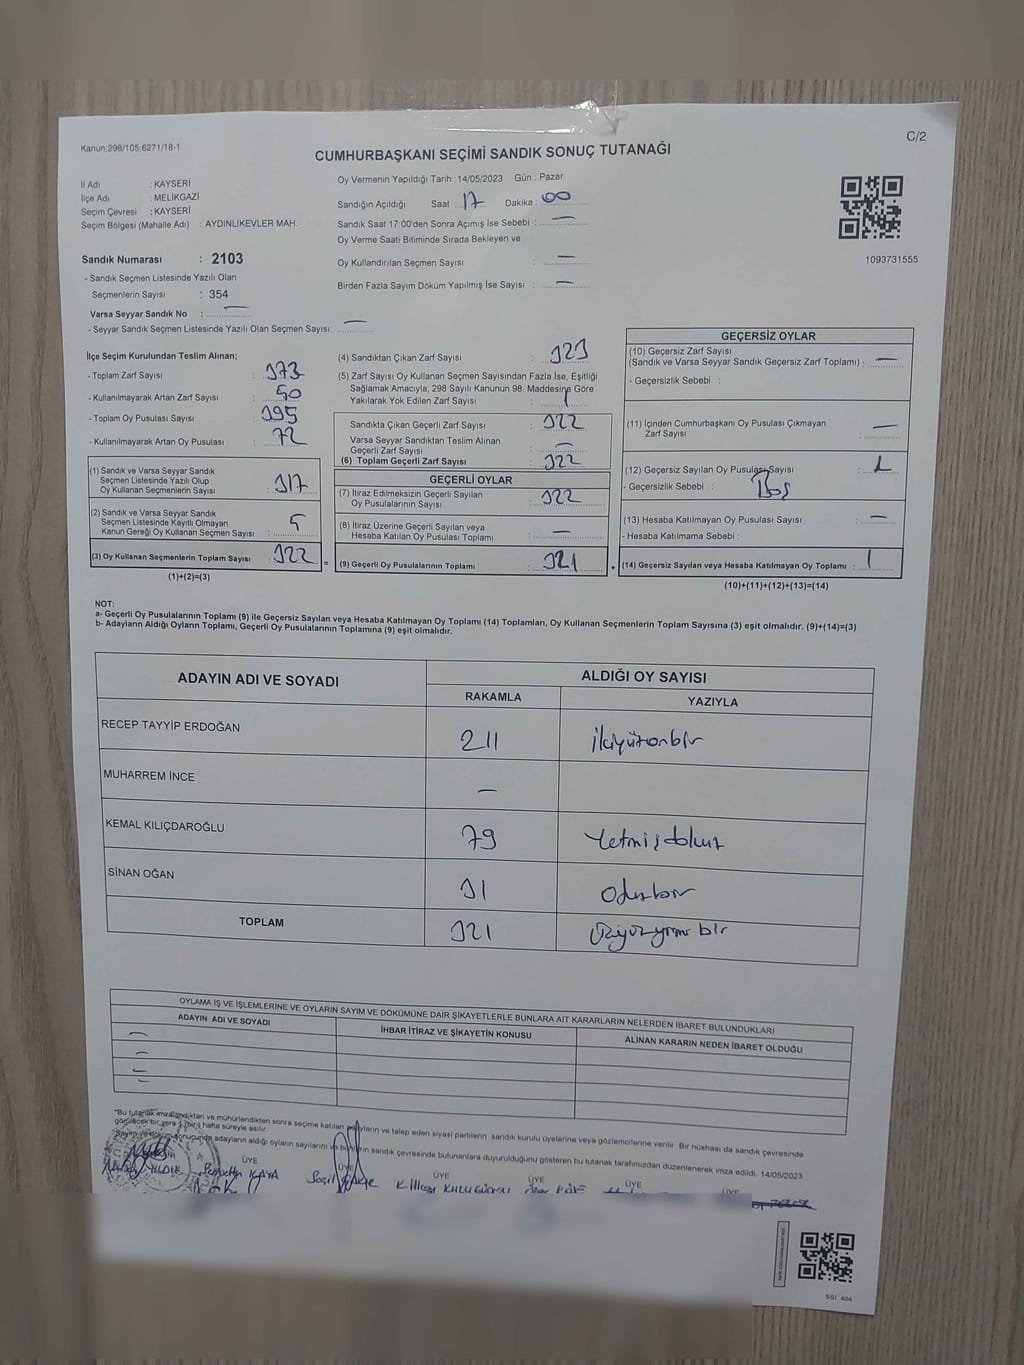 C/2
Kanun:298/105;6271/18-1
CUMHURBAŞKANI SEÇİMİ SANDIK SONUÇ TUTANAĞI
İl Adı : KAYSERİ
İlçe Adı : MELİKGAZİ
Seçim Çevresi : KAYSERİ
Seçim Bölgesi (Mahalle Adı) : AYDINLIKEVLER MAH.
Sandık Numarası : 2103
- Sandık Seçmen Listesinde Yazılı Olan
Seçmenlerin Sayısı : 354
Varsa Seyyar Sandık No : —
- Seyyar Sandık Seçmen Listesinde Yazılı Olan Seçmen Sayısı: —
Oy Vermenin Yapıldığı Tarih :14/05/2023 Gün : Pazar
Sandığın Açıldığı Saat : 17 Dakika : 00
Sandık Saat 17:00'den Sonra Açımış İse Sebebi : —
Oy Verme Saati Bitiminde Sırada Bekleyen ve
Oy Kullandırılan Seçmen Sayısı : —
Birden Fazla Sayım Döküm Yapılmış İse Sayısı : —
1093731555
İlçe Seçim Kurulundan Teslim Alınan;
- Toplam Zarf Sayısı : 373
- Kullanılmayarak Artan Zarf Sayısı : 50
- Toplam Oy Pusulası Sayısı : 395
- Kullanılmayarak Artan Oy Pusulası : 72
(1) Sandık ve Varsa Seyyar Sandık
Seçmen Listesinde Yazılı Olup
Oy Kullanan Seçmenlerin Sayısı : 317
(2) Sandık ve Varsa Seyyar Sandık
Seçmen Listesinde Kayıtlı Olmayan
Kanun Gereği Oy Kullanan Seçmen Sayısı : 5
(3) Oy Kullanan Seçmenlerin Toplam Sayısı : 322
(1)+(2)=(3)
(4) Sandıktan Çıkan Zarf Sayısı : 323
(5) Zarf Sayısı Oy Kullanan Seçmen Sayısından Fazla İse, Eşitliği
Sağlamak Amacıyla; 298 Sayılı Kanunun 98. Maddesine Göre
Yakılarak Yok Edilen Zarf Sayısı : 1
Sandıkta Çıkan Geçerli Zarf Sayısı : 322
Varsa Seyyar Sandıktan Teslim Alınan
Geçerli Zarf Sayısı : —
(6) Toplam Geçerli Zarf Sayısı : 322
GEÇERLİ OYLAR
(7) İtiraz Edilmeksizin Geçerli Sayılan
Oy Pusulalarının Sayısı : 322
(8) İtiraz Üzerine Geçerli Sayılan veya
Hesaba Katılan Oy Pusulası Toplamı : —
(9) Geçerli Oy Pusulalarının Toplamı : 321
GEÇERSİZ OYLAR
(10) Geçersiz Zarf Sayısı
(Sandık ve Varsa Seyyar Sandık Geçersiz Zarf Toplamı) : —
- Geçersizlik Sebebi :
(11) İçinden Cumhurbaşkanı Oy Pusulası Çıkmayan
Zarf Sayısı : —
(12) Geçersiz Sayılan Oy Pusulası Sayısı : 1
- Geçersizlik Sebebi : Boş
(13) Hesaba Katılmayan Oy Pusulası Sayısı : —
- Hesaba Katılmama Sebebi :
(14) Geçersiz Sayılan veya Hesaba Katılmayan Oy Toplamı : 1
(10)+(11)+(12)+(13)=(14)
NOT:
a- Geçerli Oy Pusulalarının Toplamı (9) ile Geçersiz Sayılan veya Hesaba Katılmayan Oy Toplamı (14) Toplamları, Oy Kullanan Seçmenlerin Toplam Sayısına (3) eşit olmalıdır. (9)+(14)=(3)
b- Adayların Aldığı Oyların Toplamı, Geçerli Oy Pusulalarının Toplamına (9) eşit olmalıdır.
ADAYIN ADI VE SOYADI
ALDIĞI OY SAYISI
RAKAMLA YAZIYLA
RECEP TAYYİP ERDOĞAN 211 ikiyüzonbir
MUHARREM İNCE —
KEMAL KILIÇDAROĞLU 79 Yetmişdokuz
SİNAN OĞAN 31 Otuzbir
TOPLAM 321 Üçyüzyirmi bir
OYLAMA İŞ VE İŞLEMLERİNE VE OYLARIN SAYIM VE DÖKÜMÜNE DAİR ŞİKAYETLERLE BUNLARA AİT KARARLARIN NELERDEN İBARET BULUNDUKLARI
ADAYIN ADI VE SOYADI İHBAR İTİRAZ VE ŞİKAYETİN KONUSU ALINAN KARARIN NEDEN İBARET OLDUĞU
—
—
—
—
"Bu tutanak imzalandıktan ve mühürlendikten sonra seçime katılan ve talep eden siyasi partilerin sandık kurulu üyelerine veya gözlemcilerine verilir. Bir nüshası da sandık çevresinde
görülecek bir yere 1 (bir) hafta süreyle asılır.
sonucunda adayların aldığı oyların sayılarını ve bunların sandık çevresinde bulunanlara duyurulduğunu gösteren bu tutanak tarafımızdan düzenlenerek imza edildi. 14/05/2023
ÜYE ÜYE ÜYE ÜYE ÜYE ÜYE
KAYA
SSI 404